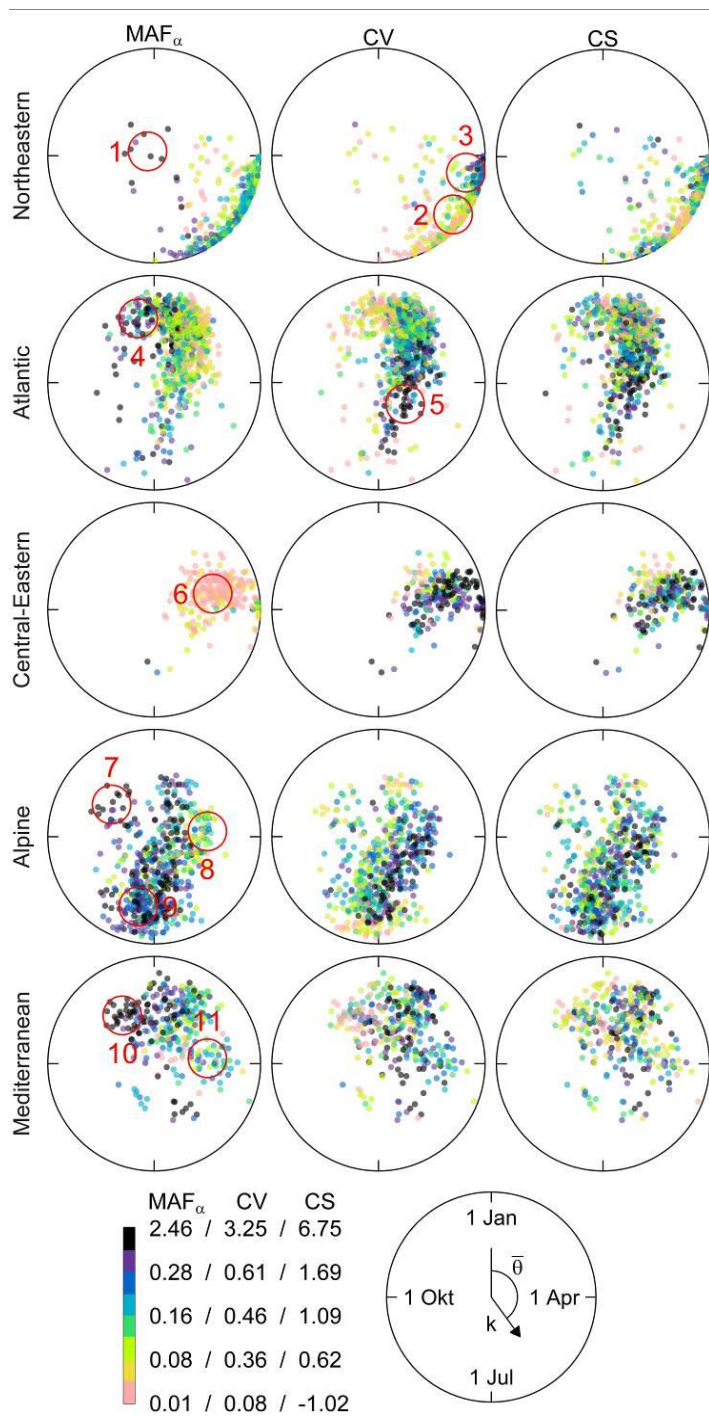 MAFα CV CS
Northeastern
1
3
2
Atlantic
4
5
Central-Eastern
6
Alpine
7
8
9
Mediterranean
10
11
MAFα CV CS
2.46 / 3.25 / 6.75
0.28 / 0.61 / 1.69
0.16 / 0.46 / 1.09
0.08 / 0.36 / 0.62
0.01 / 0.08 / -1.02
1 Jan
θ̅
1 Okt
1 Apr
k
1 Jul